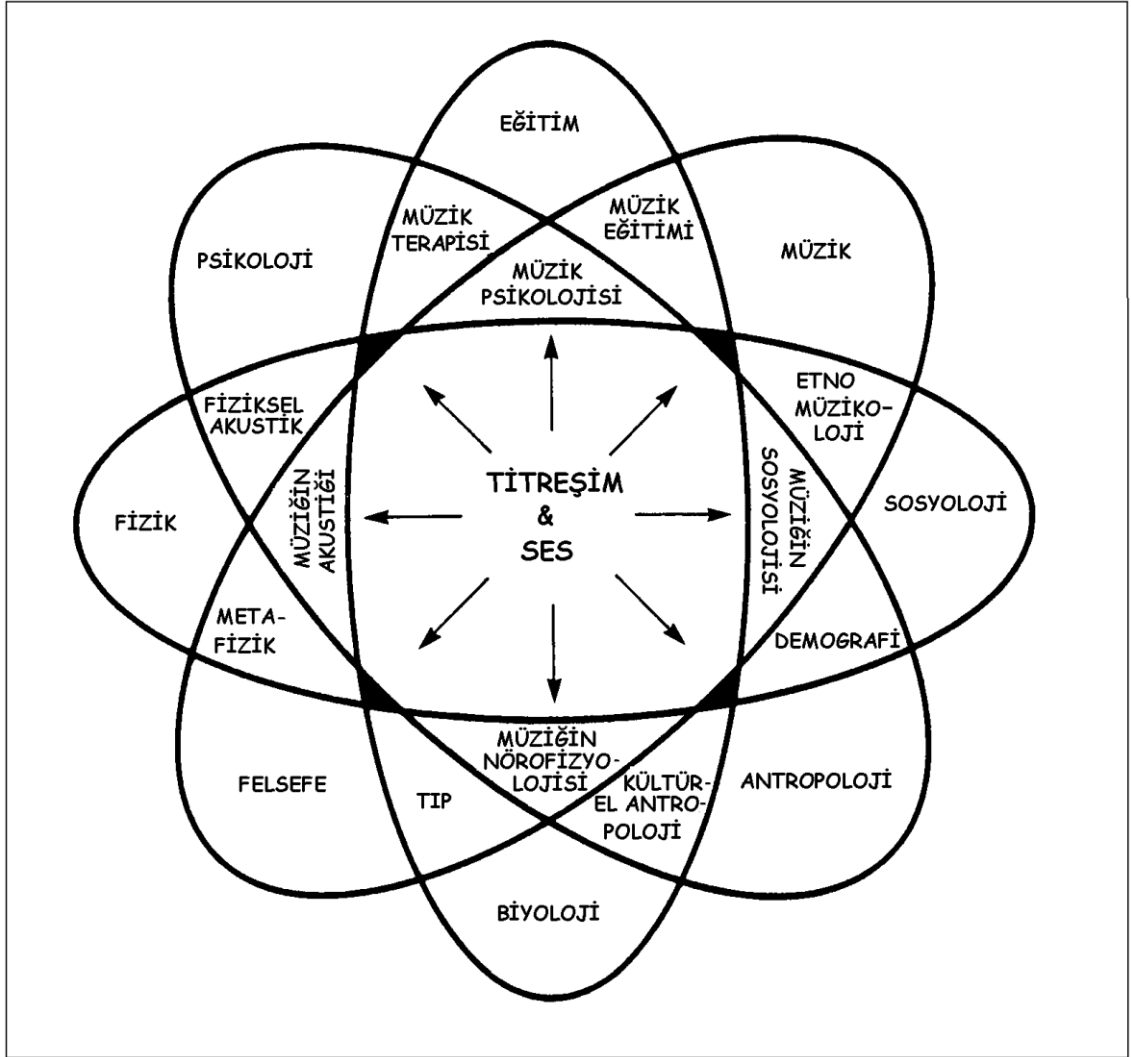 EĞİTİM
MÜZİK
TERAPİSİ
MÜZİK
EĞİTİMİ
PSİKOLOJİ
MÜZİK
MÜZİK
PSİKOLOJİSİ
FİZİKSEL
AKUSTİK
ETNO
MÜZİKO–
LOJİ
MÜZİĞİN
AKUSTİĞİ
TİTREŞİM
&
SES
MÜZİĞİN
SOSYOLOJİSİ
FİZİK
SOSYOLOJİ
META-
FİZİK
DEMOGRAFİ
MÜZİĞİN
NÖROFİZYO-
LOJİSİ
FELSEFE
TIP
KÜLTÜR-
EL ANTRO-
POLOJİ
ANTROPOLOJİ
BİYOLOJİ